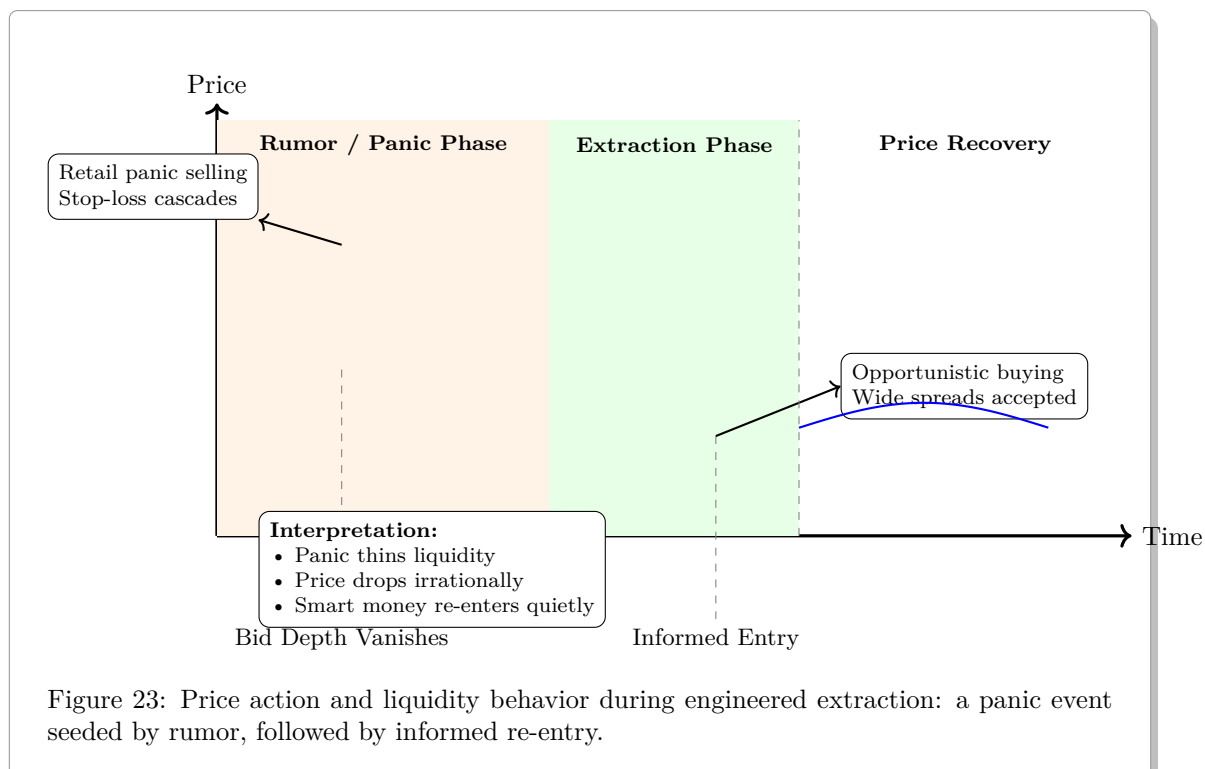 Price
Rumor / Panic Phase
Extraction Phase
Price Recovery
Retail panic selling
Stop-loss cascades
Opportunistic buying
Wide spreads accepted
Interpretation:
• Panic thins liquidity
• Price drops irrationally
• Smart money re-enters quietly
Time
Bid Depth Vanishes
Informed Entry
Figure 23: Price action and liquidity behavior during engineered extraction: a panic event
seeded by rumor, followed by informed re-entry.